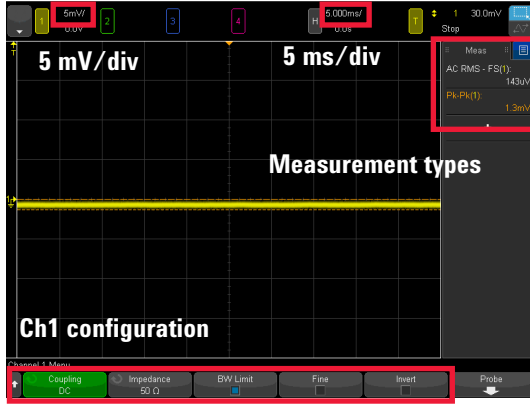 1 5mV/ 2 3 4 H 5.000ms/ T 1 30.0mV
0.0V 0.0s Stop
5 mV/div
5 ms/div
Meas
AC RMS - FS(1):
143uV
Pk-Pk(1):
1.3mV
Measurement types
Ch1 configuration
Channel 1 Menu
Coupling Impedance BW Limit Fine Invert Probe
DC 50 Ω